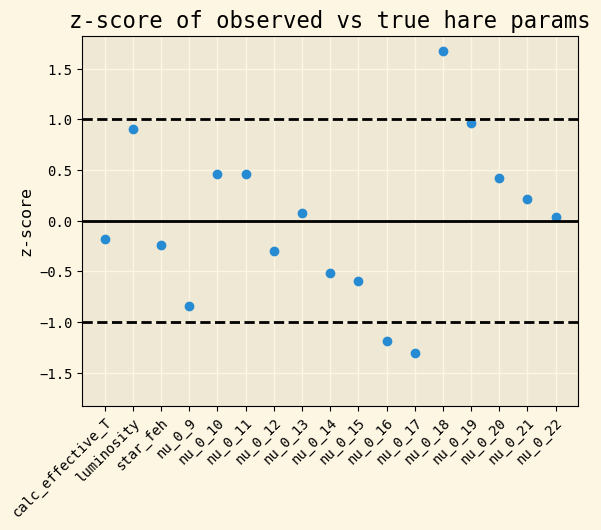 z-score of observed vs true hare params
1.5
1.0
0.5
0.0
−0.5
−1.0
−1.5
z-score
calc_effective_T
luminosity
star_feh
nu_0_9
nu_0_10
nu_0_11
nu_0_12
nu_0_13
nu_0_14
nu_0_15
nu_0_16
nu_0_17
nu_0_18
nu_0_19
nu_0_20
nu_0_21
nu_0_22